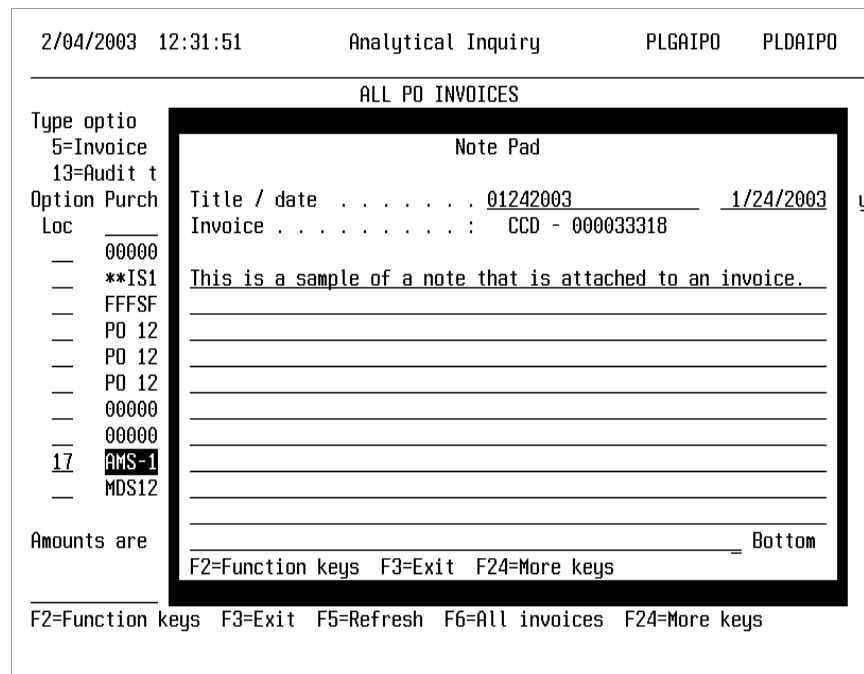 2/04/2003 12:31:51 Analytical Inquiry PLGAIPO PLDAIPO
ALL PO INVOICES
Type optio
5=Invoice
Note Pad
13=Audit t
Option Purch
Title / date . . . . . . . 01242003 1/24/2003
Loc
Invoice . . . . . . . . . : CCD - 000033318
00000
**IS1
This is a sample of a note that is attached to an invoice.
FFFSF
PO 12
PO 12
PO 12
00000
00000
17 AMS-1
MDS12
Amounts are
Bottom
F2=Function keys F3=Exit F24=More keys
F2=Function keys F3=Exit F5=Refresh F6=All invoices F24=More keys